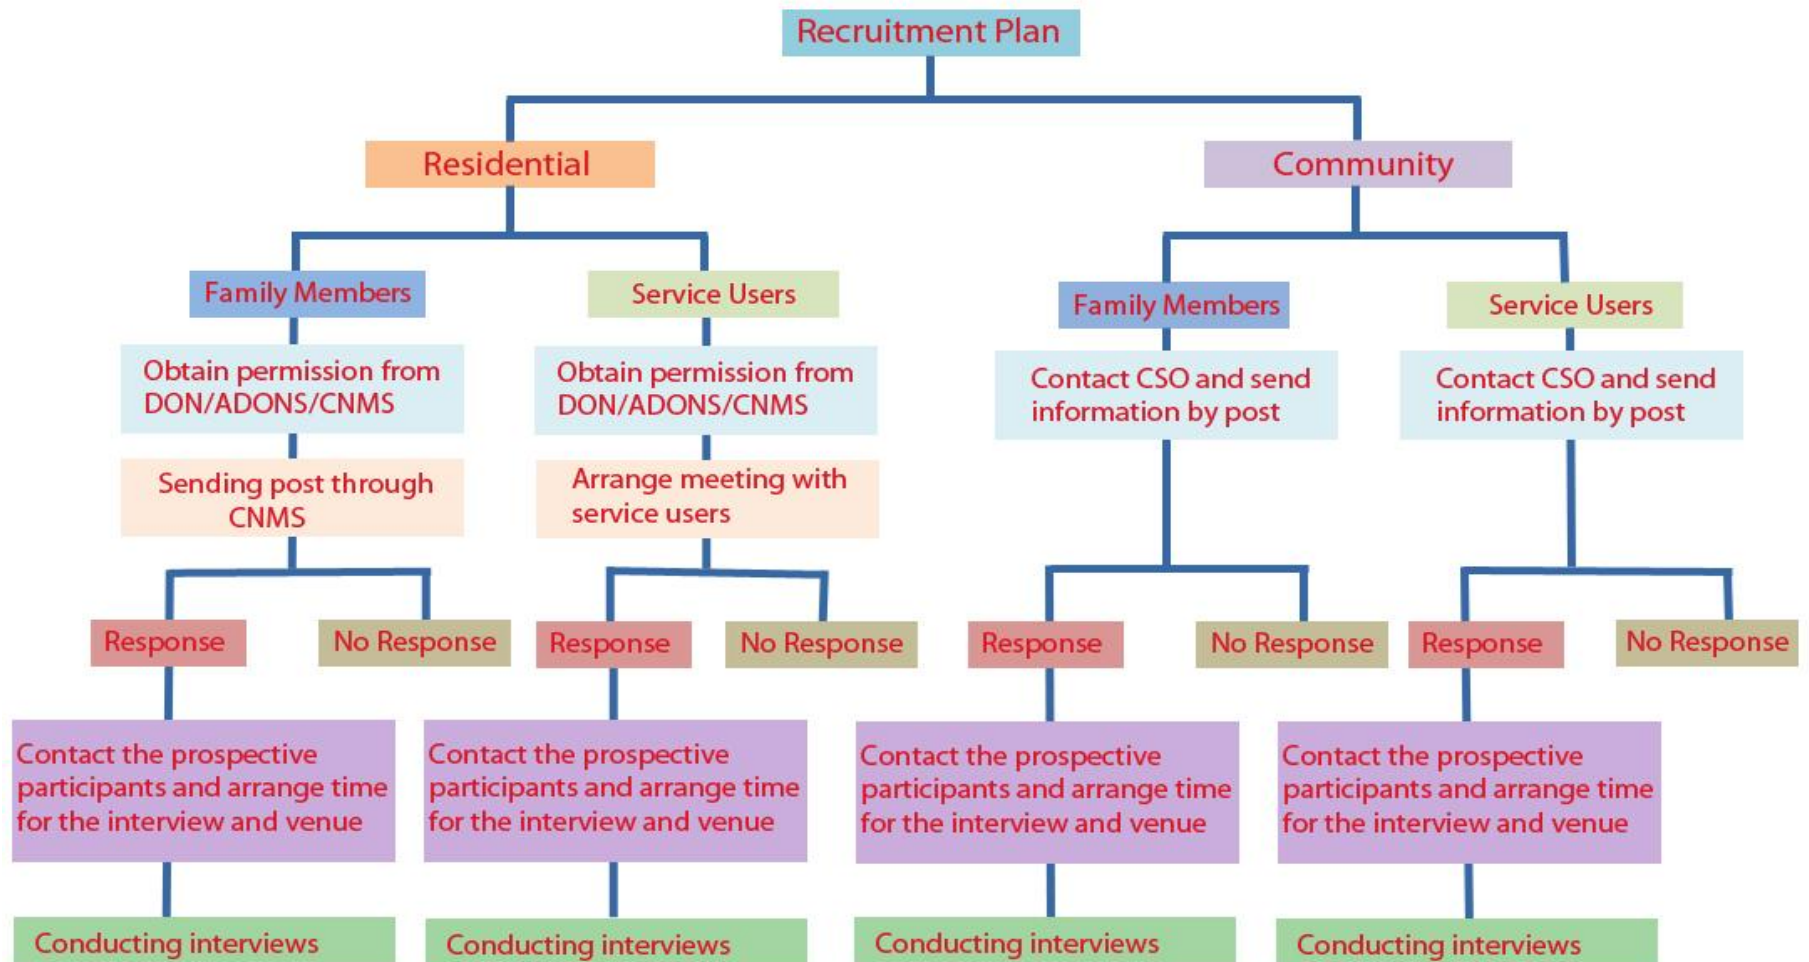 Recruitment Plan
Residential
Community
Family Members
Service Users
Family Members
Service Users
Obtain permission from
DON/ADONS/CNMS
Obtain permission from
DON/ADONS/CNMS
Contact CSO and send
information by post
Contact CSO and send
information by post
Sending post through
CNMS
Arrange meeting with
service users
Response
No Response
Response
No Response
Response
No Response
Response
No Response
Contact the prospective
participants and arrange time
for the interview and venue
Contact the prospective
participants and arrange time
for the interview and venue
Contact the prospective
participants and arrange time
for the interview and venue
Contact the prospective
participants and arrange time
for the interview and venue
Conducting interviews
Conducting interviews
Conducting interviews
Conducting interviews